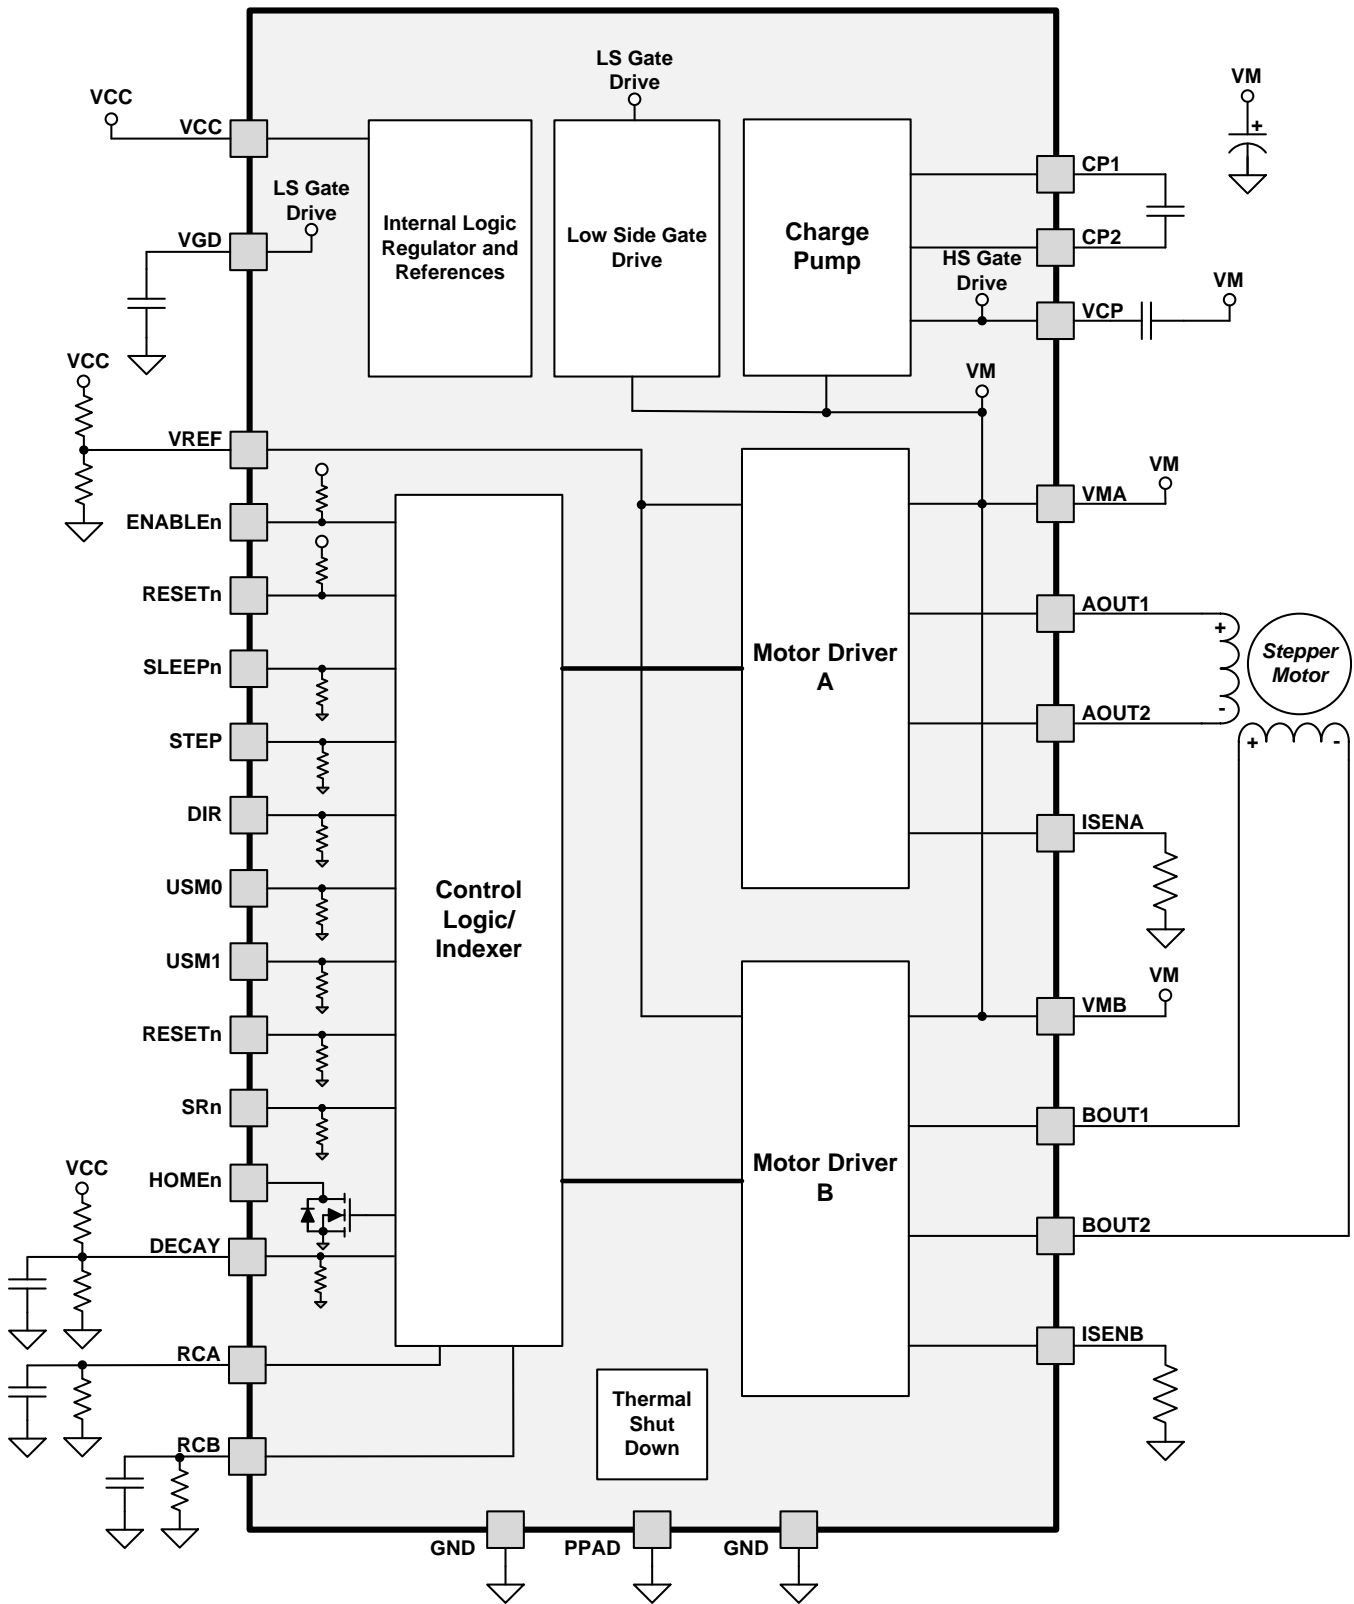 LS Gate
Drive
VM
VCC
VCC
CP1
LS Gate
Drive
Internal Logic
Regulator and
References
Low Side Gate
Drive
Charge
Pump
VGD
CP2
HS Gate
Drive
VM
VCP
VCC
VM
VREF
VM
VMA
ENABLEn
RESETn
AOUT1
SLEEPn
Motor Driver
A
+
-
Stepper
Motor
AOUT2
STEP
+
-
DIR
ISENA
USM0
Control
Logic/
Indexer
USM1
VM
VMB
RESETn
SRn
BOUT1
VCC
HOMEn
Motor Driver
B
DECAY
BOUT2
RCA
ISENB
Thermal
Shut
Down
RCB
GND
PPAD
GND
+